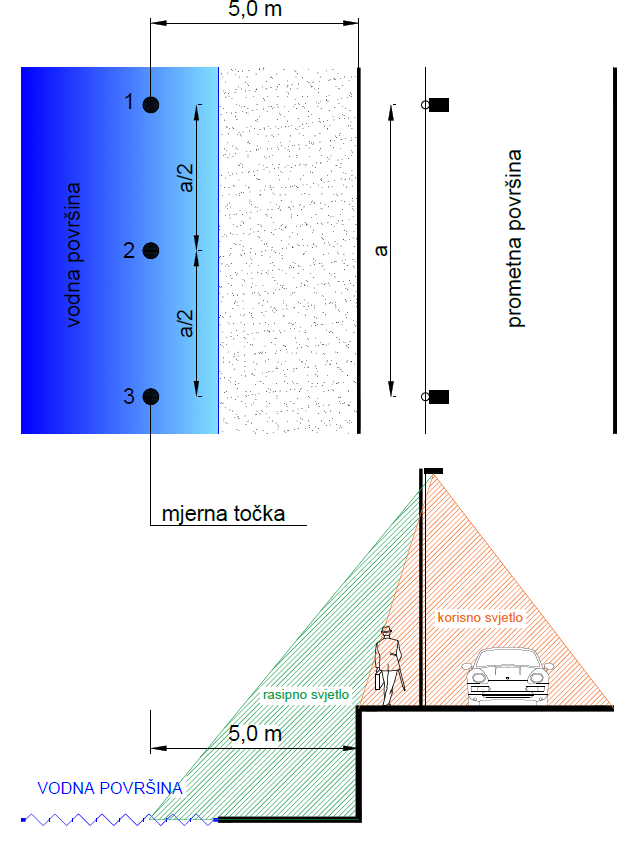 5,0 m
1
a/2
vodna površina
2
a
prometna površina
a/2
3
mjerna točka
korisno svjetlo
rasipno svjetlo
5,0 m
VODNA POVRŠINA